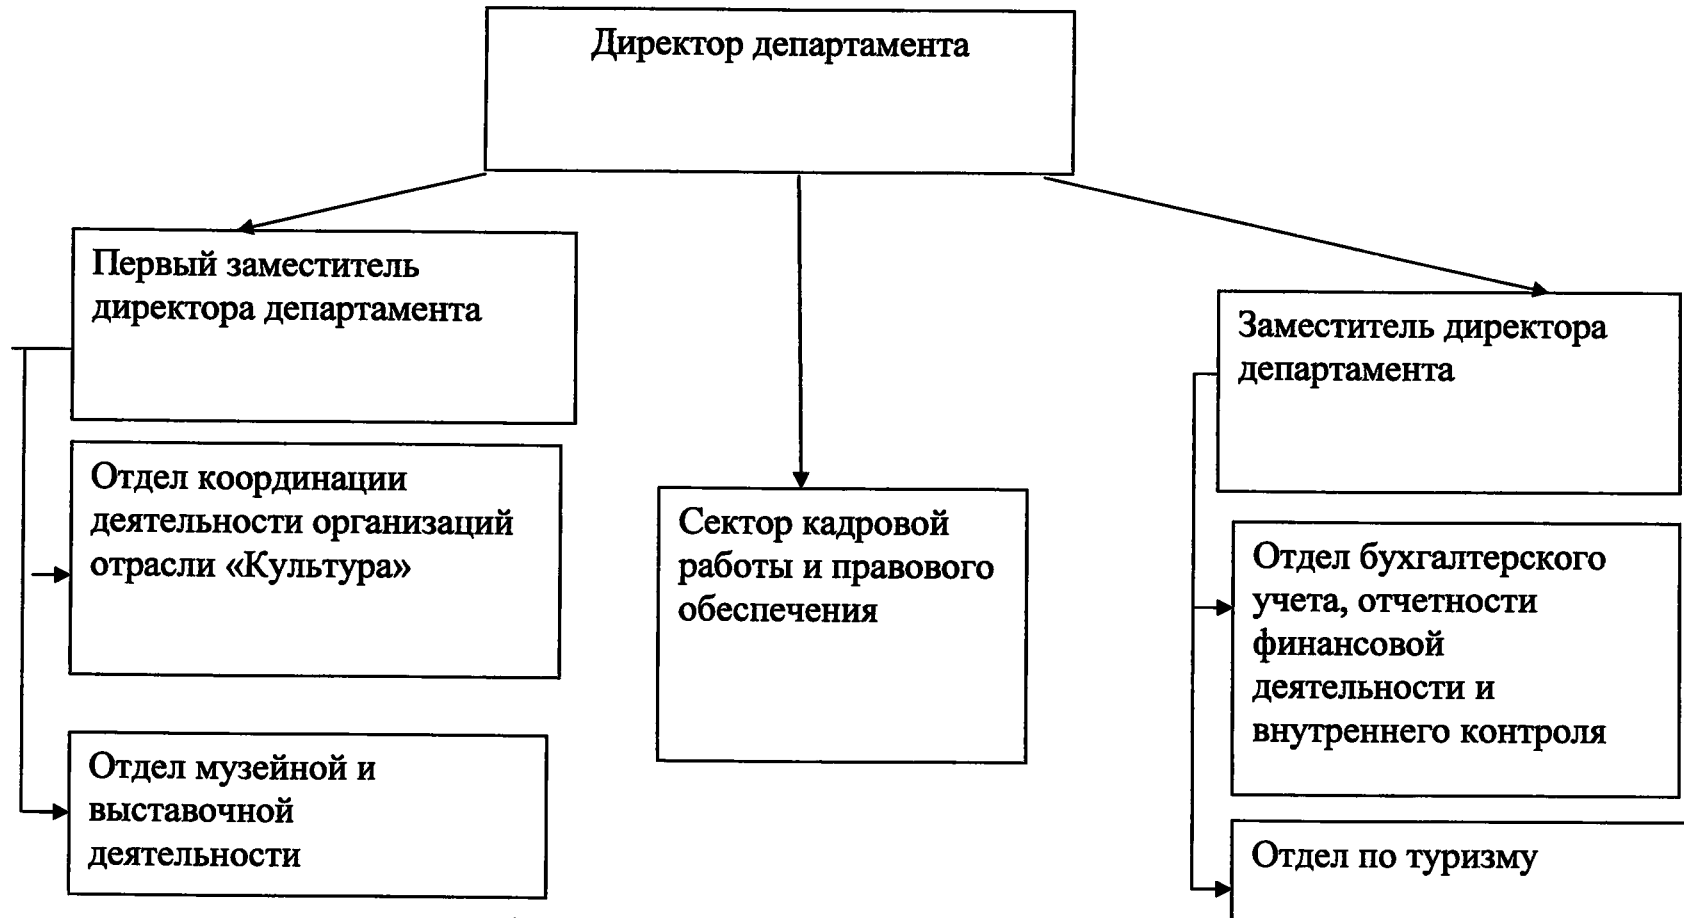 Директор департамента
Первый заместитель
директора департамента
Заместитель директора
департамента
Отдел координации
деятельности организаций
отрасли «Культура»
Сектор кадровой
работы и правового
обеспечения
Отдел бухгалтерского
учета, отчетности
финансовой
деятельности и
внутреннего контроля
Отдел музейной и
выставочной
деятельности
Отдел по туризму